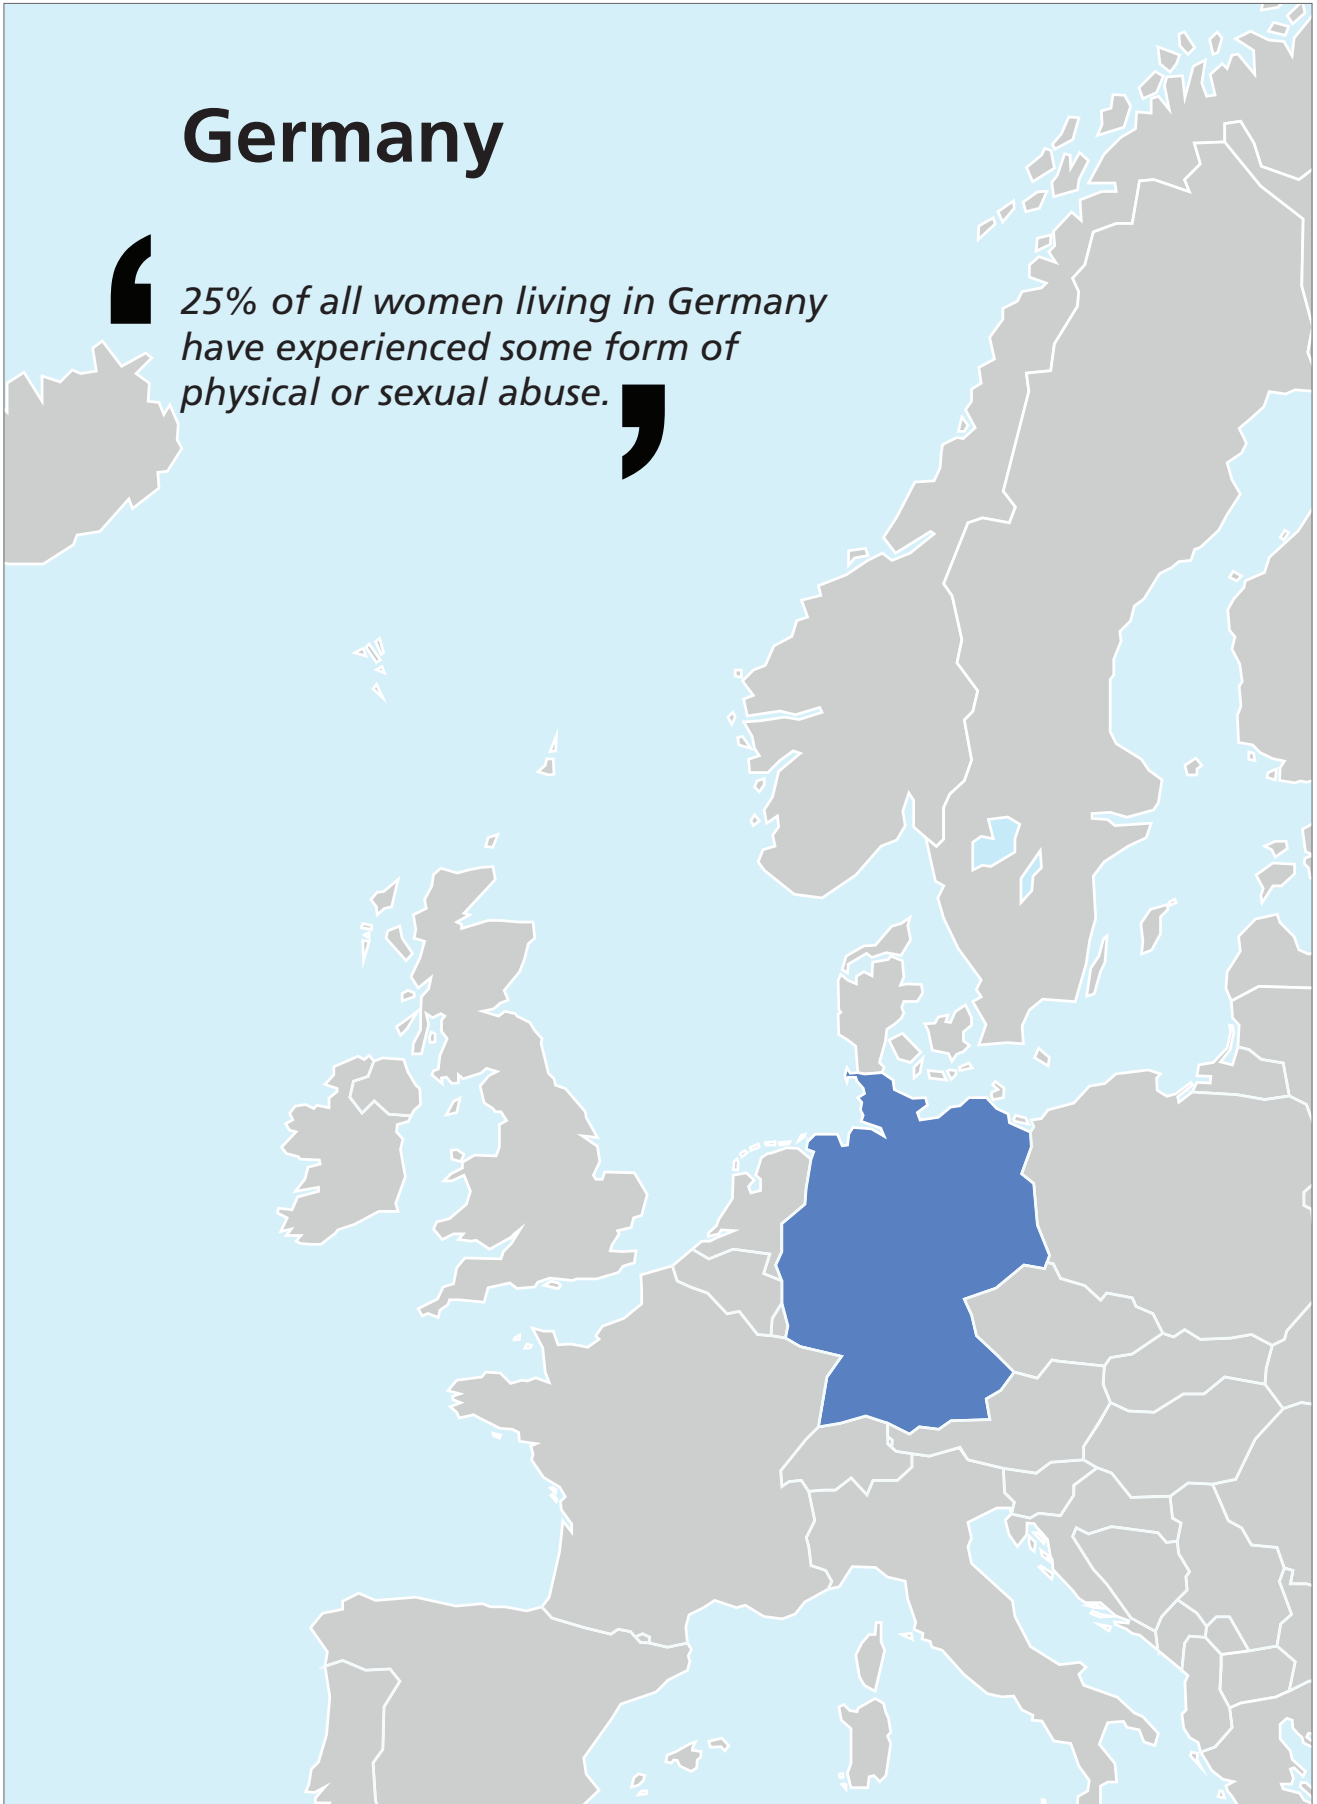 Germany
‘25% of all women living in Germany
have experienced some form of
physical or sexual abuse.’